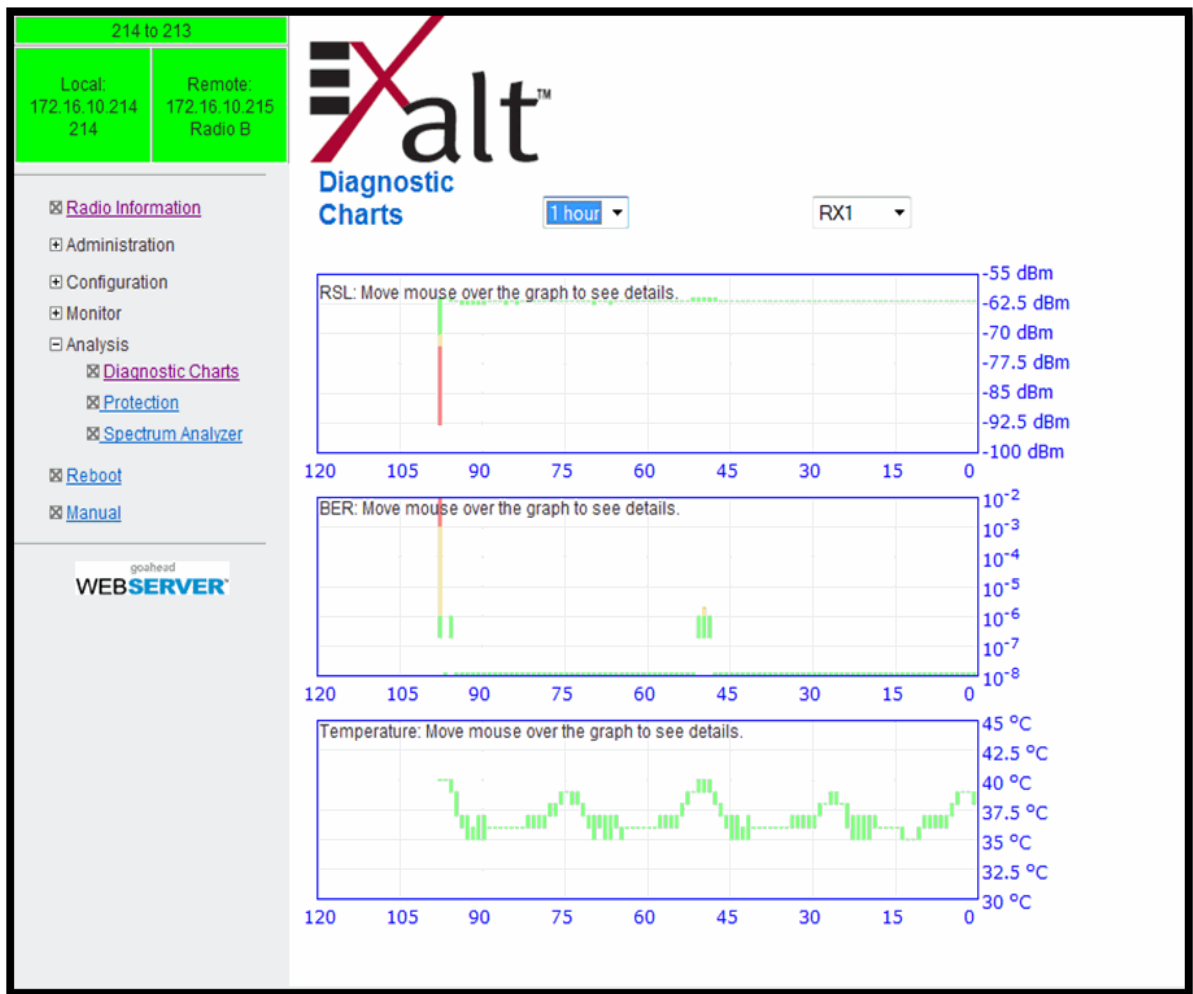 214 to 213
Local:
172.16.10.214
214
Remote:
172.16.10.215
Radio B
Radio Information
Administration
Configuration
Monitor
Analysis
Diagnostic Charts
Protection
Spectrum Analyzer
Reboot
Manual
goahead
WEBSERVER
EXalt™
Diagnostic
Charts
1 hour
RX1
RSL: Move mouse over the graph to see details.
-55 dBm
-62.5 dBm
-70 dBm
-77.5 dBm
-85 dBm
-92.5 dBm
-100 dBm
120 105 90 75 60 45 30 15 0
BER: Move mouse over the graph to see details.
10-2
10-3
10-4
10-5
10-6
10-7
10-8
120 105 90 75 60 45 30 15 0
Temperature: Move mouse over the graph to see details.
45 °C
42.5 °C
40 °C
37.5 °C
35 °C
32.5 °C
30 °C
120 105 90 75 60 45 30 15 0